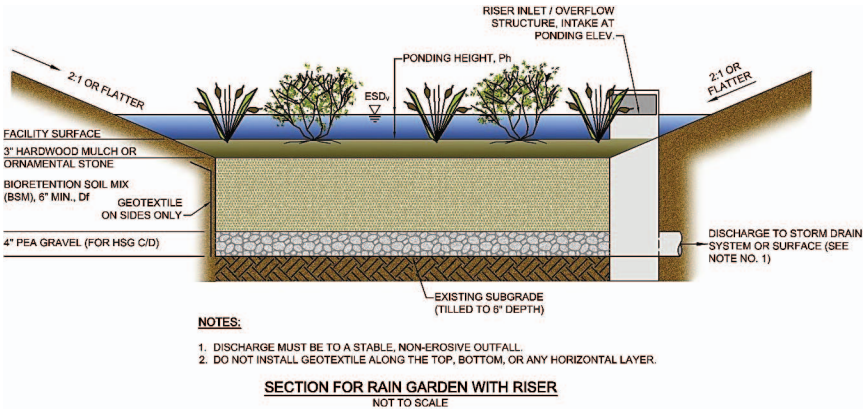 RISER INLET / OVERFLOW
STRUCTURE, INTAKE AT
PONDING ELEV.
PONDING HEIGHT, Ph
2:1 OR FLATTER
2:1 OR
FLATTER
ESDv
FACILITY SURFACE
3" HARDWOOD MULCH OR
ORNAMENTAL STONE
BIORETENTION SOIL MIX
(BSM), 6" MIN., Df
GEOTEXTILE
ON SIDES ONLY
4" PEA GRAVEL (FOR HSG C/D)
DISCHARGE TO STORM DRAIN
SYSTEM OR SURFACE (SEE
NOTE NO. 1)
EXISTING SUBGRADE
(TILLED TO 6" DEPTH)
NOTES:
1. DISCHARGE MUST BE TO A STABLE, NON-EROSIVE OUTFALL.
2. DO NOT INSTALL GEOTEXTILE ALONG THE TOP, BOTTOM, OR ANY HORIZONTAL LAYER.
SECTION FOR RAIN GARDEN WITH RISER
NOT TO SCALE